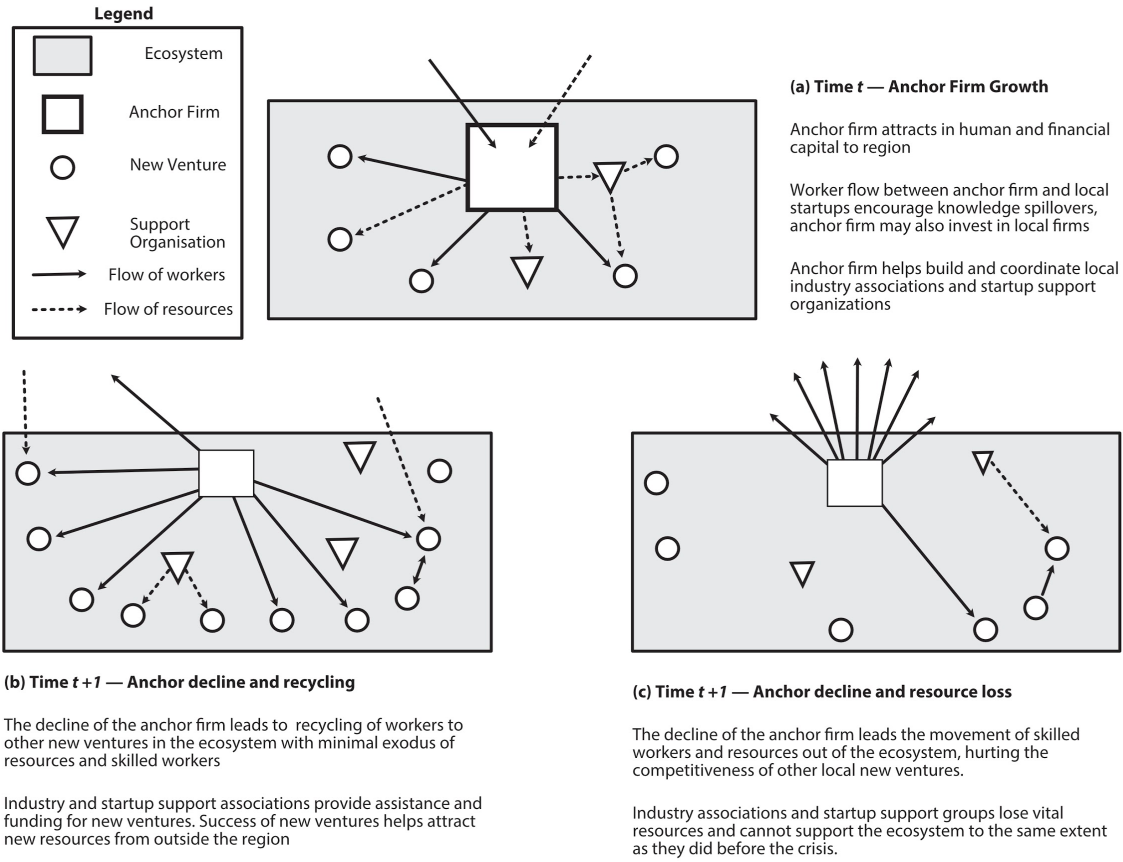 Legend
Ecosystem
Anchor Firm
New Venture
Support
Organisation
Flow of workers
Flow of resources
(a) Time t — Anchor Firm Growth
Anchor firm attracts in human and financial
capital to region
Worker flow between anchor firm and local
startups encourage knowledge spillovers,
anchor firm may also invest in local firms
Anchor firm helps build and coordinate local
industry associations and startup support
organizations
(b) Time t +1 — Anchor decline and recycling
The decline of the anchor firm leads to recycling of workers to
other new ventures in the ecosystem with minimal exodus of
resources and skilled workers
Industry and startup support associations provide assistance and
funding for new ventures. Success of new ventures helps attract
new resources from outside the region
(c) Time t +1 — Anchor decline and resource loss
The decline of the anchor firm leads the movement of skilled
workers and resources out of the ecosystem, hurting the
competitiveness of other local new ventures.
Industry associations and startup support groups lose vital
resources and cannot support the ecosystem to the same extent
as they did before the crisis.